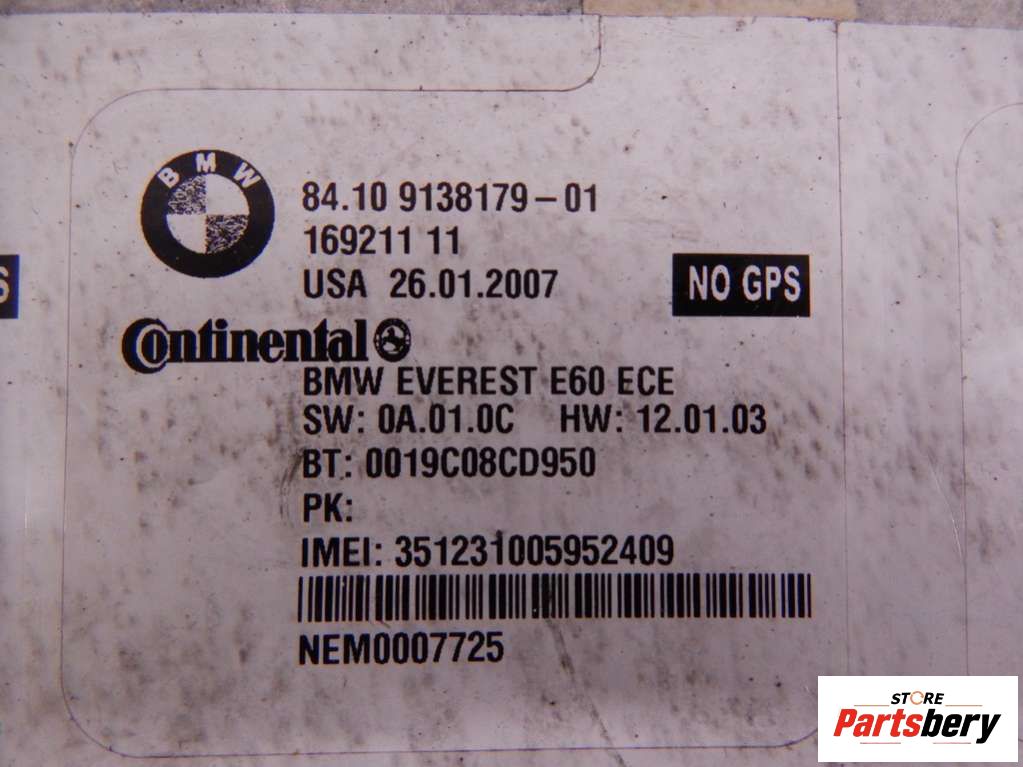 BMW
84.10 9138179-01
169211 11
USA 26.01.2007
NO GPS
S
Continental
BMW EVEREST E60 ECE
SW: 0A.01.0C HW: 12.01.03
BT: 0019C08CD950
PK:
IMEI: 351231005952409
NEM0007725
STORE
Partsbery